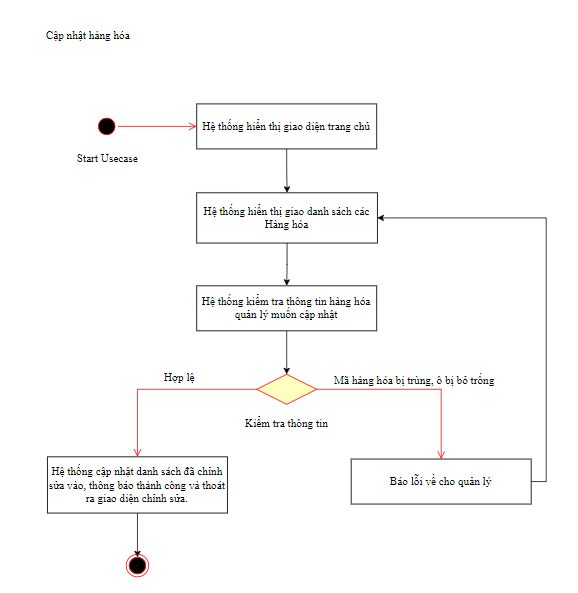 Cập nhật hàng hóa
Hệ thống hiển thị giao diện trang chủ
Start Usecase
Hệ thống hiển thị giao danh sách các
Hàng hóa
Hệ thống kiểm tra thông tin hàng hóa
quản lý muốn cập nhật
Hợp lệ
Mã hàng hóa bị trùng, ô bị bỏ trống
Kiểm tra thông tin
Hệ thống cập nhật danh sách đã chỉnh
sửa vào, thông báo thành công và thoát
ra giao diện chỉnh sửa.
Báo lỗi về cho quản lý